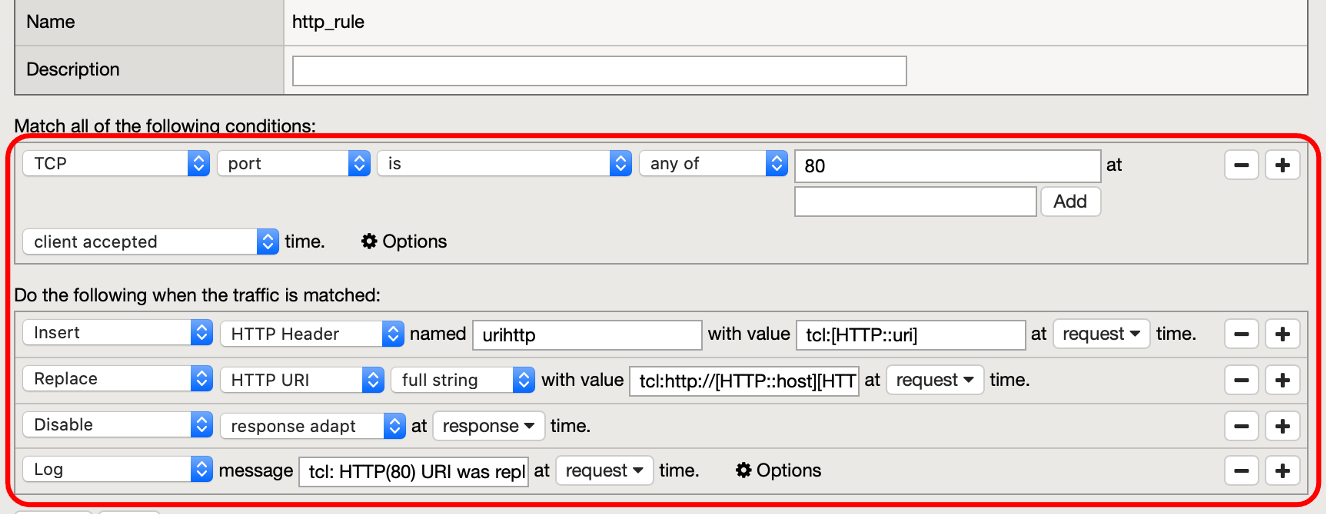 Name http_rule
Description
Match all of the following conditions:
TCP port is any of 80 at
Add
client accepted time. Options
Do the following when the traffic is matched:
Insert HTTP Header named urihttp with value tcl:[HTTP::uri] at request time.
Replace HTTP URI full string with value tcl:http://[HTTP::host][HTT at request time.
Disable response adapt at response time.
Log message tcl: HTTP(80) URI was repl at request time. Options